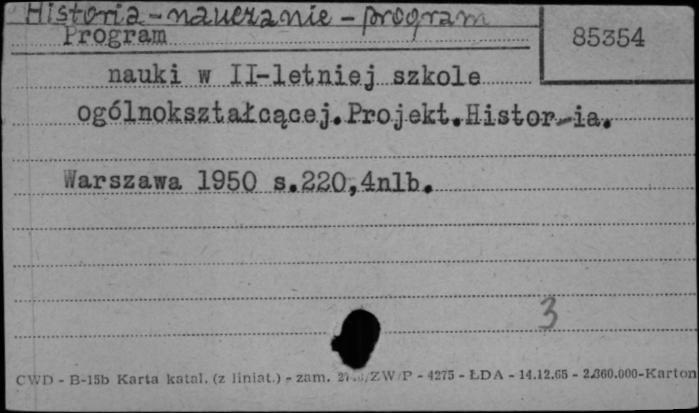 Historia - nauczanie - program
Program
85354
nauki w II-letniej szkole
ogólnokształcącej.Projekt.Histor-ia.
Warszawa 1950 s.220,4nlb.
3
CWD - B-15b Karta katal. (z liniat.) - zam. ZW/P - 4275 - ŁDA - 14.12.65 - 2.360.000-Karton